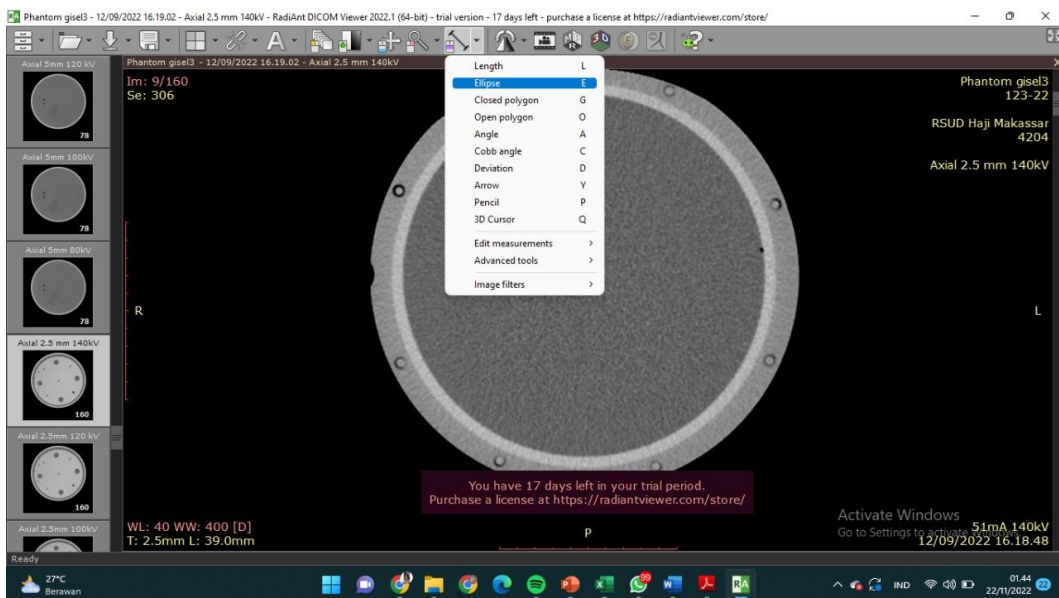 Phantom gisel3 - 12/09/2022 16.19.02 - Axial 2.5 mm 140kV - RadiAnt DICOM Viewer 2022.1 (64-bit) - trial version - 17 days left - purchase a license at https://radiantviewer.com/store/
Axial 5mm 120 kV
78
Axial 5mm 100kV
78
Axial 5mm 80kV
78
Axial 2.5 mm 140kV
160
Axial 2.5mm 120 kV
160
Axial 2.5mm 100kV
Phantom gisel3 - 12/09/2022 16.19.02 - Axial 2.5 mm 140kV
Im: 9/160
Se: 306
Phantom gisel3
123-22
RSUD Haji Makassar
4204
Axial 2.5 mm 140kV
Length L
Ellipse E
Closed polygon G
Open polygon O
Angle A
Cobb angle C
Deviation D
Arrow Y
Pencil P
3D Cursor Q
Edit measurements >
Advanced tools >
Image filters >
R
L
You have 17 days left in your trial period.
Purchase a license at https://radiantviewer.com/store/
P
WL: 40 WW: 400 [D]
T: 2.5mm L: 39.0mm
Activate Windows
Go to Settings to activate Windows.
51mA 140kV
12/09/2022 16.18.48
Ready
27°C
Berawan
99
IND
01.44
22/11/2022
22